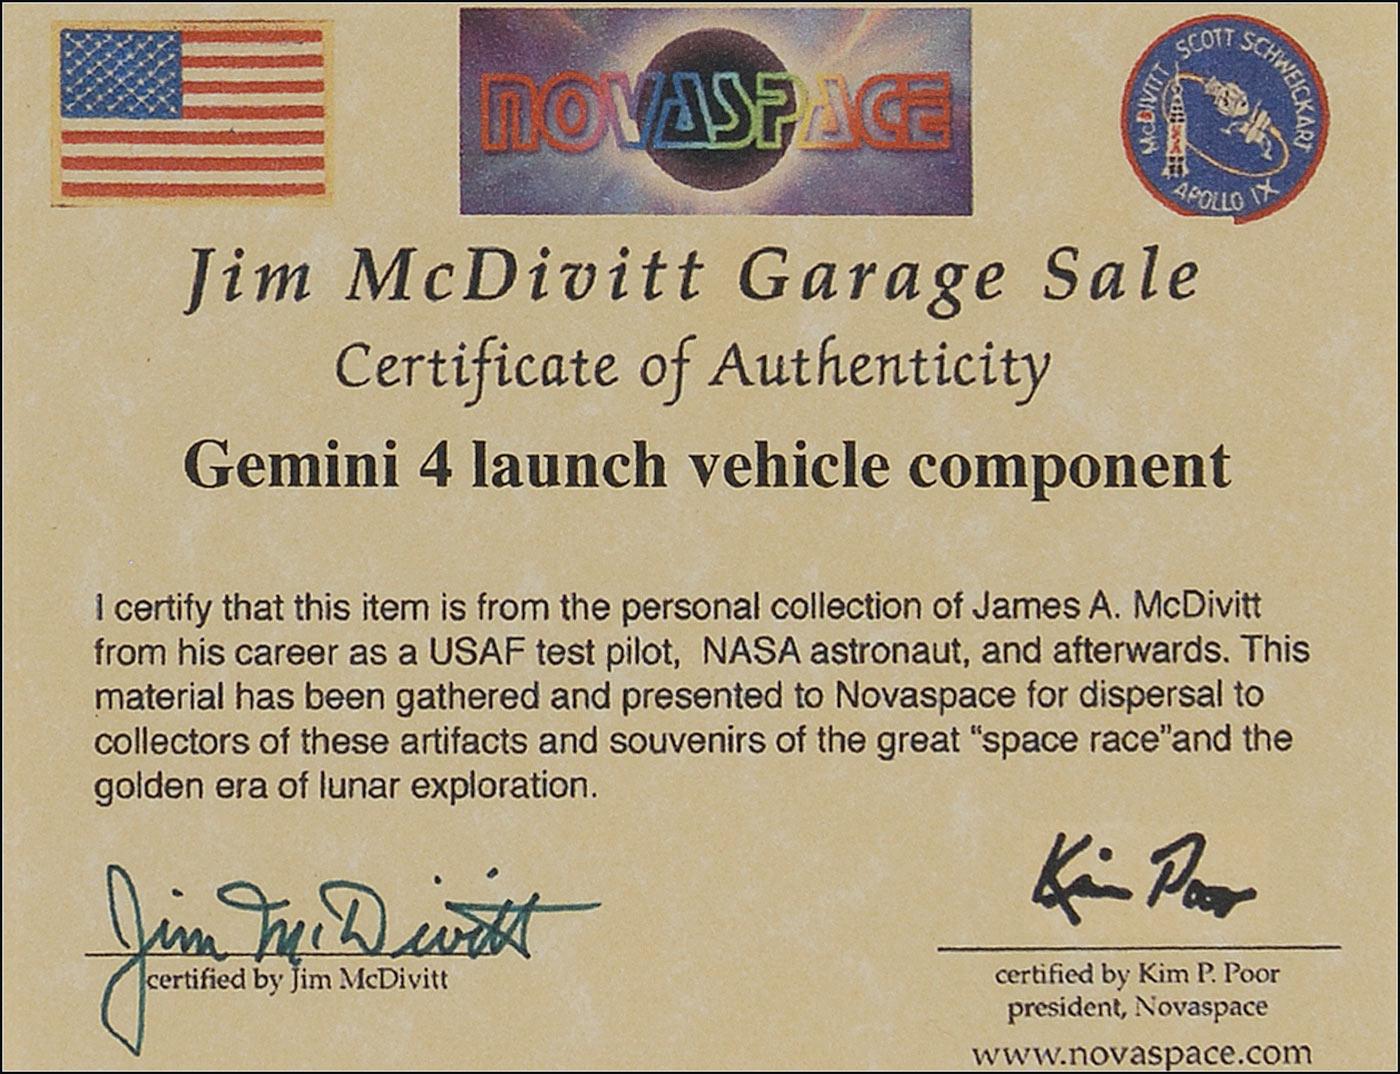 NOVASPACE
McDIVITT SCOTT SCHWEICKART
APOLLO IX
Jim McDivitt Garage Sale
Certificate of Authenticity
Gemini 4 launch vehicle component
I certify that this item is from the personal collection of James A. McDivitt
from his career as a USAF test pilot, NASA astronaut, and afterwards. This
material has been gathered and presented to Novaspace for dispersal to
collectors of these artifacts and souvenirs of the great “space race”and the
golden era of lunar exploration.
Jim McDivitt
certified by Jim McDivitt
Kim Poor
certified by Kim P. Poor
president, Novaspace
www.novaspace.com